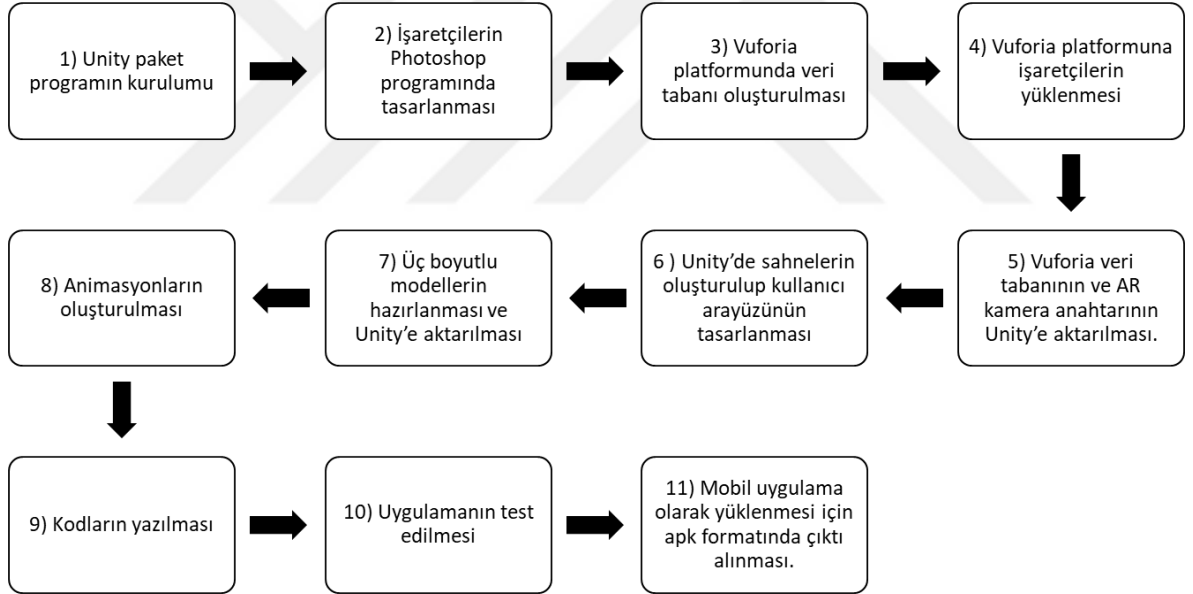 1) Unity paket
programın kurulumu
2) İşaretçilerin
Photoshop
programında
tasarlanması
3) Vuforia
platformunda veri
tabanı oluşturulması
4) Vuforia platformuna
işaretçilerin
yüklenmesi
5) Vuforia veri
tabanının ve AR
kamera anahtarının
Unity’e aktarılması.
6 ) Unity’de sahnelerin
oluşturulup kullanıcı
arayüzünün
tasarlanması
7) Üç boyutlu
modellerin
hazırlanması ve
Unity’e aktarılması
8) Animasyonların
oluşturulması
9) Kodların yazılması
10) Uygulamanın test
edilmesi
11) Mobil uygulama
olarak yüklenmesi için
apk formatında çıktı
alınması.